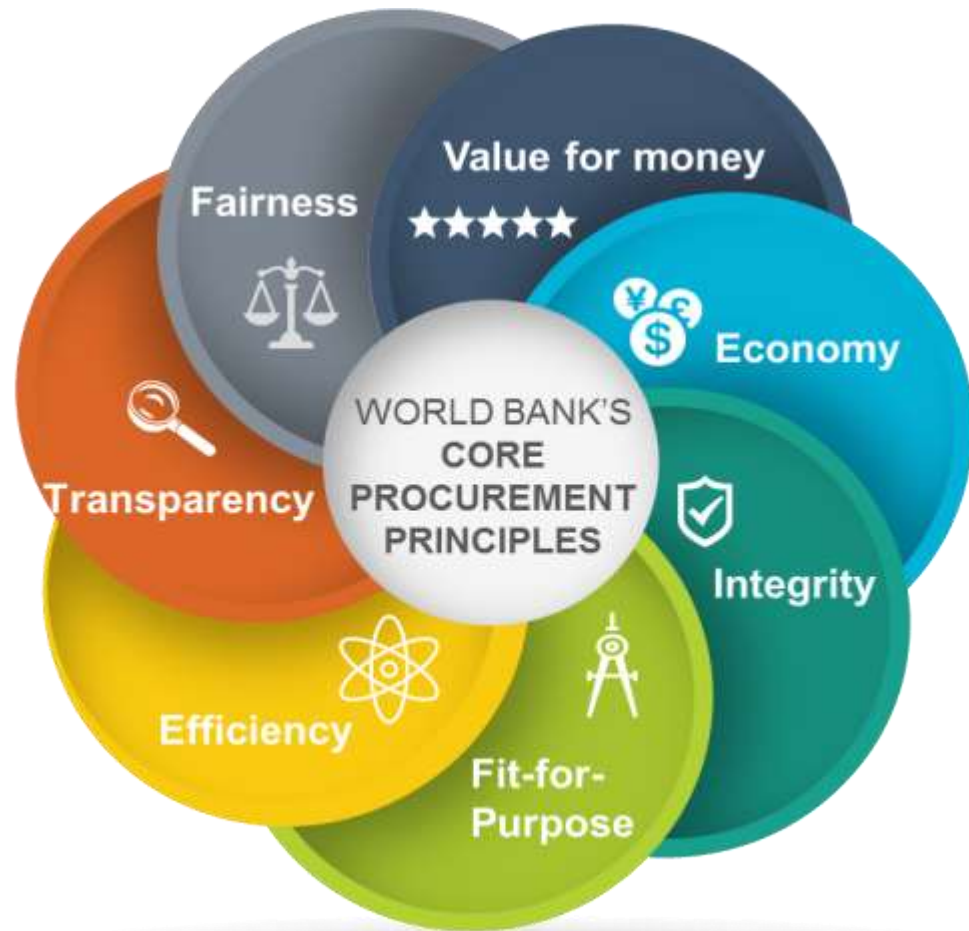 WORLD BANK'S
CORE
PROCUREMENT
PRINCIPLES
Value for money
¥ £
$
Economy
Integrity
Fit-for-
Purpose
Efficiency
Transparency
Fairness